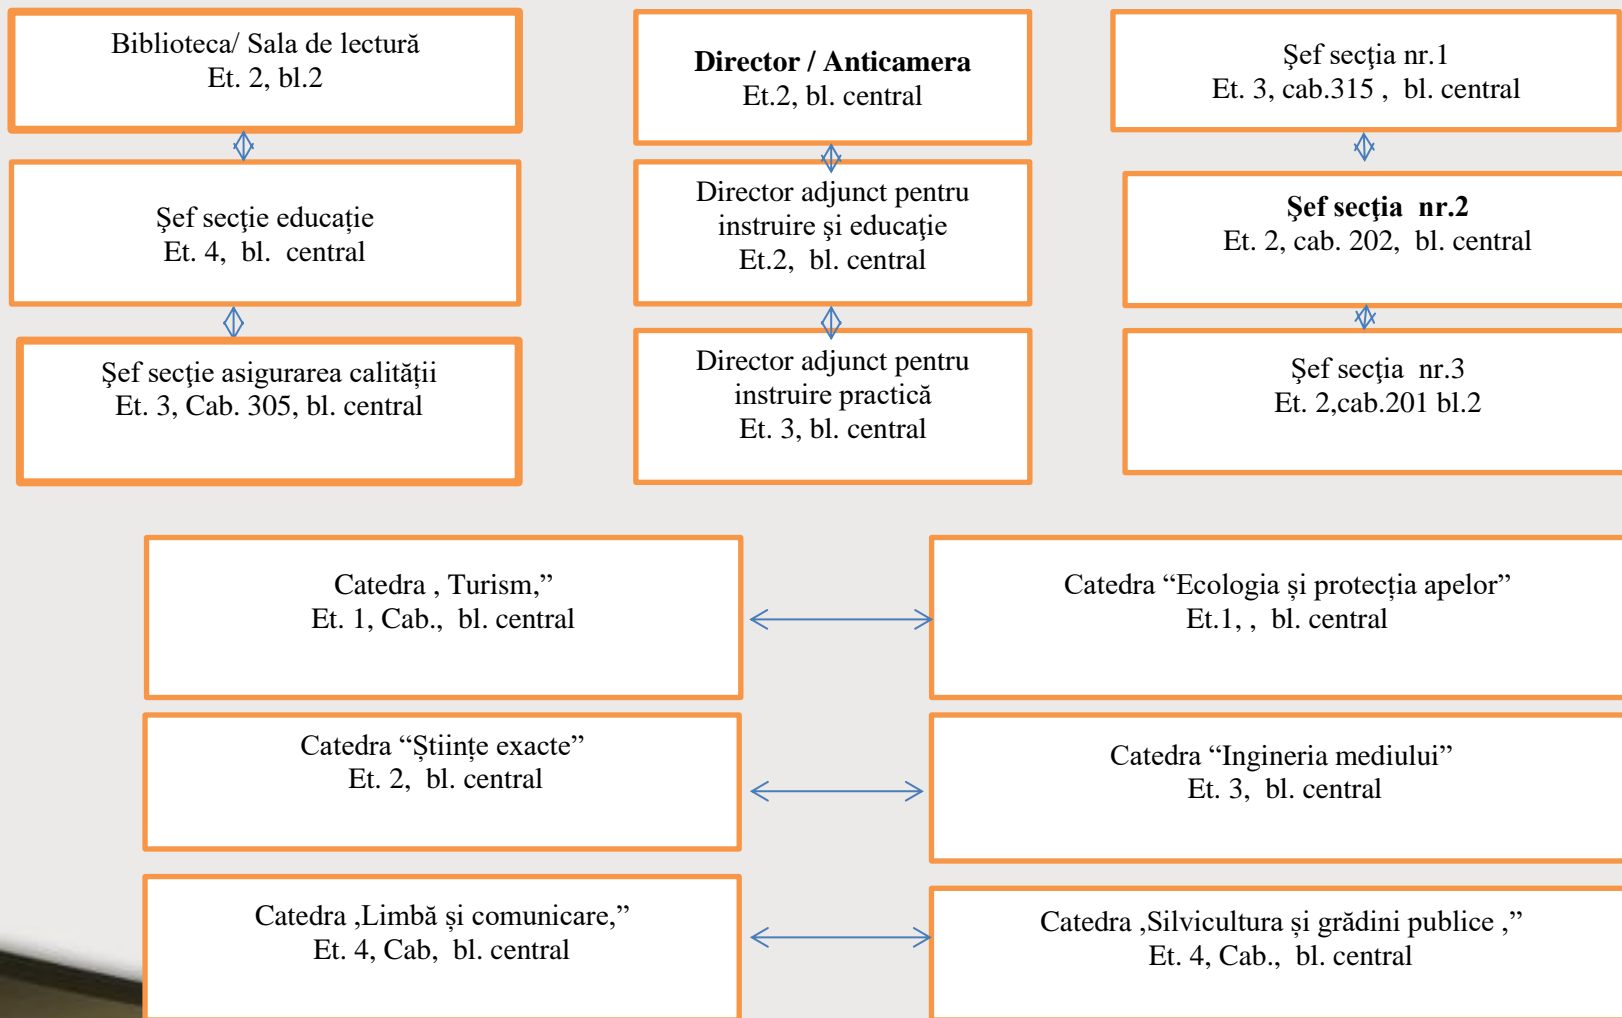 Biblioteca/ Sala de lectură
Et. 2, bl.2
Director / Anticamera
Et.2, bl. central
Şef secţia nr.1
Et. 3, cab.315 , bl. central
Şef secţie educație
Et. 4, bl. central
Director adjunct pentru
instruire şi educaţie
Et.2, bl. central
Şef secţia nr.2
Et. 2, cab. 202, bl. central
Şef secţie asigurarea calității
Et. 3, Cab. 305, bl. central
Director adjunct pentru
instruire practică
Et. 3, bl. central
Şef secţia nr.3
Et. 2,cab.201 bl.2
Catedra , Turism,”
Et. 1, Cab., bl. central
Catedra “Ecologia și protecția apelor”
Et.1, , bl. central
Catedra “Științe exacte”
Et. 2, bl. central
Catedra “Ingineria mediului”
Et. 3, bl. central
Catedra ,Limbă și comunicare,”
Et. 4, Cab, bl. central
Catedra ,Silvicultura și grădini publice ,”
Et. 4, Cab., bl. central